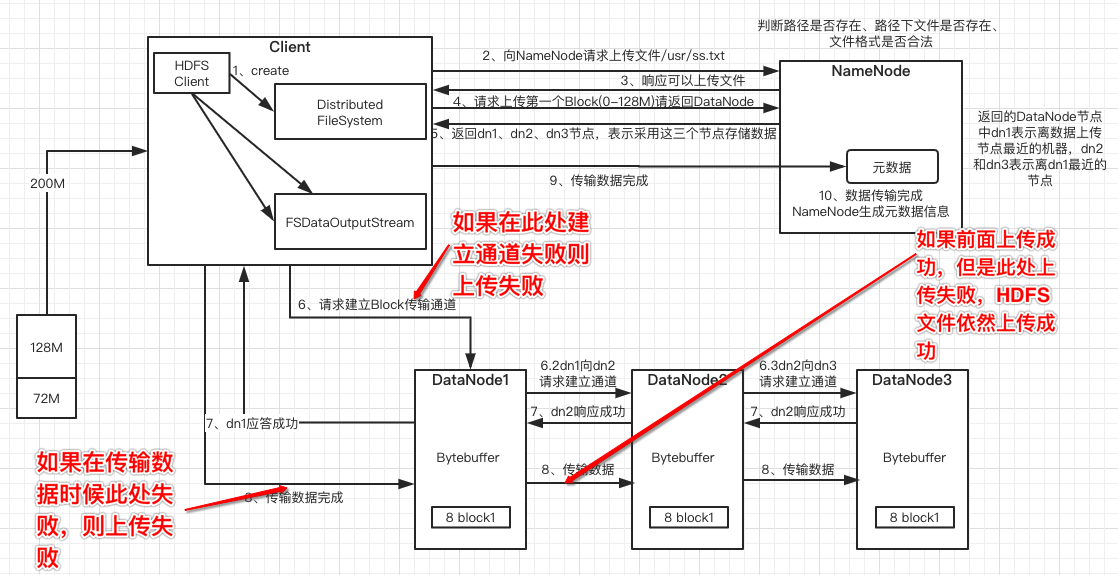 判断路径是否存在、路径下文件是否存在、
文件格式是否合法
Client
HDFS
Client
1、create
Distributed
FileSystem
FSDataOutputStream
2、向NameNode请求上传文件/usr/ss.txt
3、响应可以上传文件
4、请求上传第一个Block(0-128M)请返回DataNode
5、返回dn1、dn2、dn3节点，表示采用这三个节点存储数据
9、传输数据完成
NameNode
元数据
10、数据传输完成
NameNode生成元数据信息
返回的DataNode节点
中dn1表示离数据上传
节点最近的机器，dn2
和dn3表示离dn1最近的
节点
200M
128M
72M
如果在此处建
立通道失败则
上传失败
如果前面上传成
功，但是此处上
传失败，HDFS
文件依然上传成
功
6、请求建立Block传输通道
7、dn1应答成功
8、传输数据完成
如果在传输数
据时候此处失
败，则上传失
败
DataNode1
Bytebuffer
8 block1
6.2dn1向dn2
请求建立通道
7、dn2响应成功
8、传输数据
DataNode2
Bytebuffer
8 block1
6.3dn2向dn3
请求建立通道
7、dn2响应成功
8、传输数据
DataNode3
Bytebuffer
8 block1